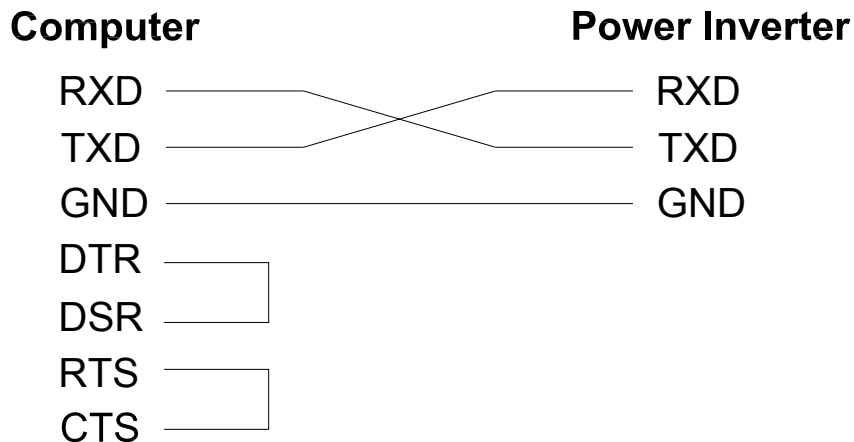 Computer Power Inverter
RXD RXD
TXD TXD
GND GND
DTR
DSR
RTS
CTS